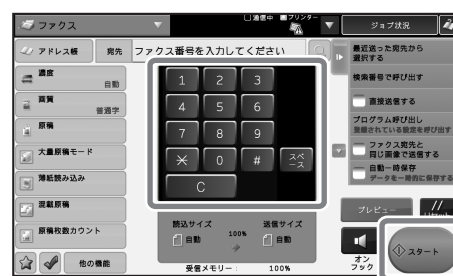 ファクス
通信中
プリンター
ジョブ状況
アドレス帳
宛先
ファクス番号を入力してください
最近送った宛先から
選択する
検索番号で呼び出す
直接送信する
プログラム呼び出し
登録されている設定を呼び出す
ファクス宛先と
同じ画像で送信する
自動一時保存
データを一時的に保存する
濃度
自動
画質
普通字
原稿
大量原稿モード
薄紙読み込み
混載原稿
原稿枚数カウント
他の機能
1 2 3
4 5 6
7 8 9
* 0 # スペ
ース
C
読込サイズ
100%
送信サイズ
自動
自動
受信メモリー: 100%
プレビュー
オン
フック
スタート